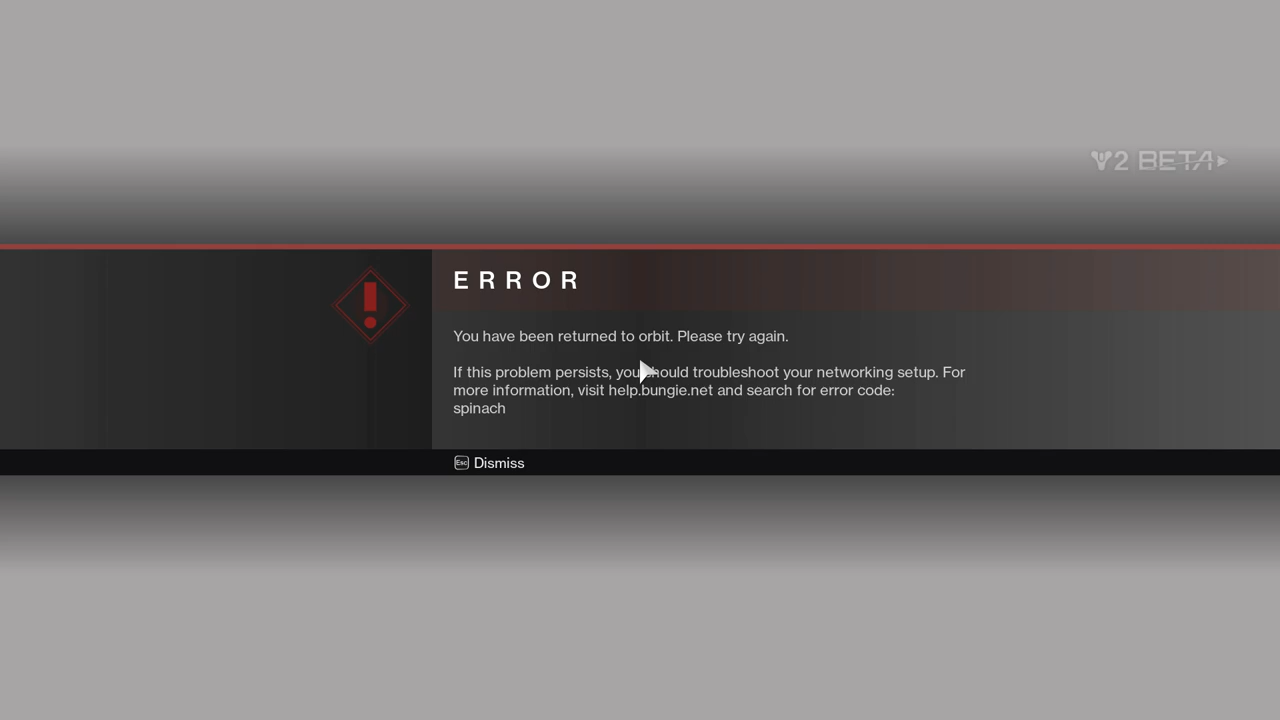 2 BETA
ERROR
You have been returned to orbit. Please try again.
If this problem persists, you should troubleshoot your networking setup. For
more information, visit help.bungie.net and search for error code:
spinach
Esc Dismiss